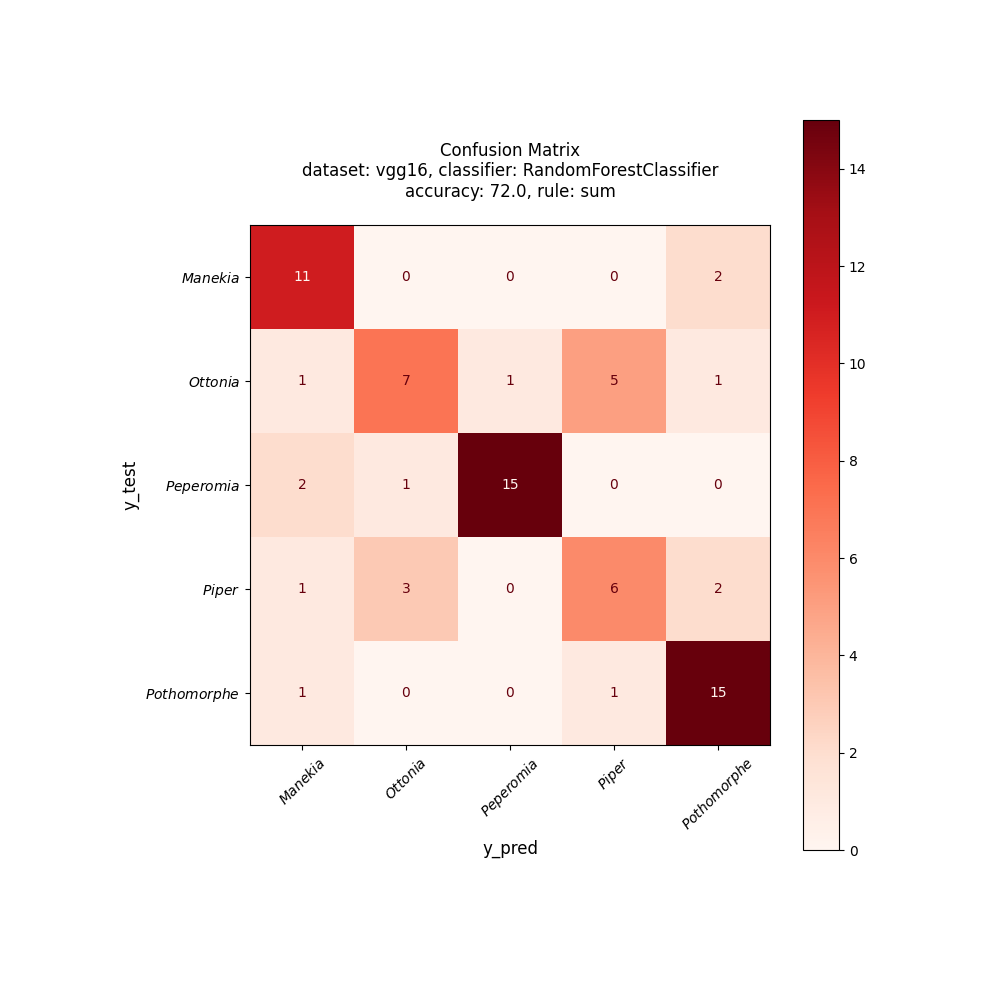 Confusion Matrix
dataset: vgg16, classifier: RandomForestClassifier
accuracy: 72.0, rule: sum
14
12
10
8
6
4
2
0
y_test
Manekia 11 0 0 0 2
Ottonia 1 7 1 5 1
Peperomia 2 1 15 0 0
Piper 1 3 0 6 2
Pothomorphe 1 0 0 1 15
Manekia Ottonia Peperomia Piper Pothomorphe
y_pred